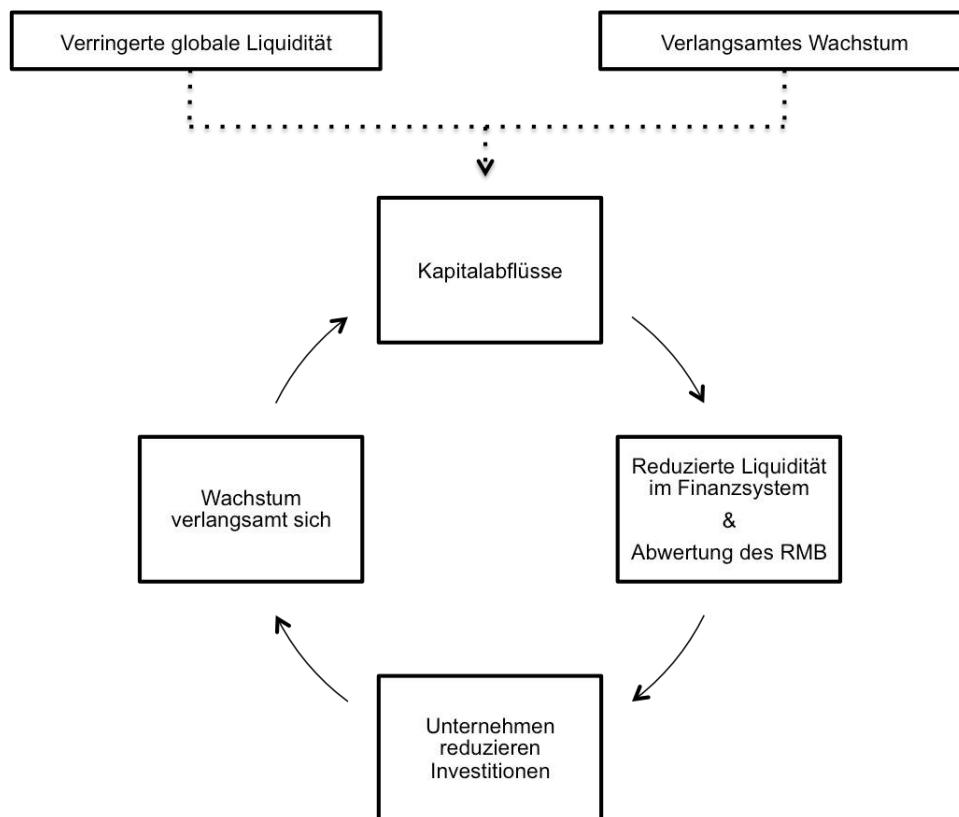 Verringerte globale Liquidität
Verlangsamtes Wachstum
Kapitalabflüsse
Reduzierte Liquidität
im Finanzsystem
&
Abwertung des RMB
Wachstum
verlangsamt sich
Unternehmen
reduzieren
Investitionen